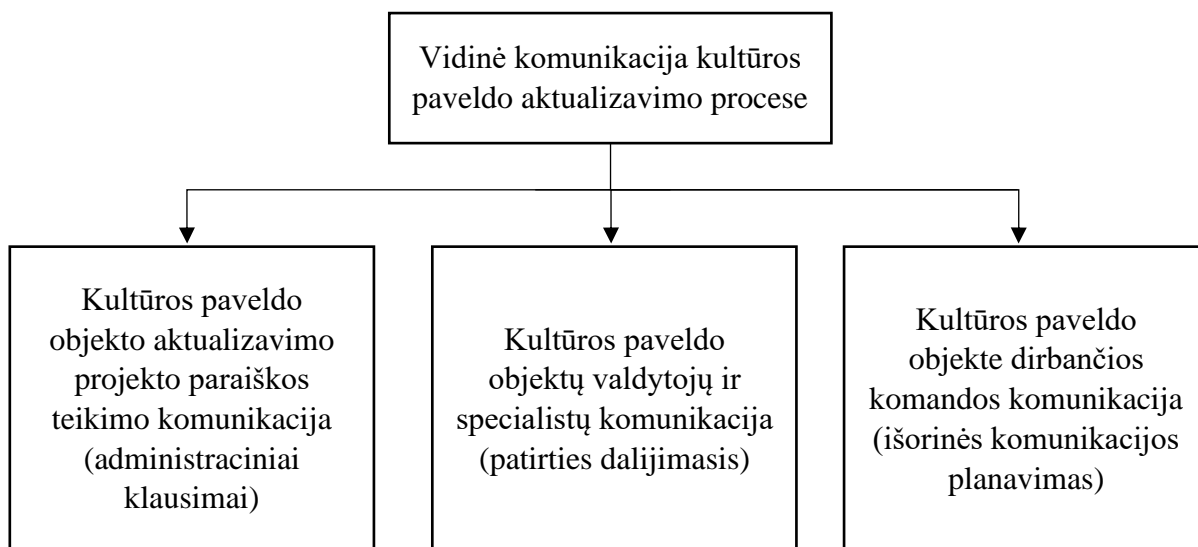 Vidinė komunikacija kultūros
paveldo aktualizavimo procese
Kultūros paveldo
objekto aktualizavimo
projekto paraiškos
teikimo komunikacija
(administraciniai
klausimai)
Kultūros paveldo
objektų valdytojų ir
specialistų komunikacija
(patirties dalijimasis)
Kultūros paveldo
objekte dirbančios
komandos komunikacija
(išorinės komunikacijos
planavimas)